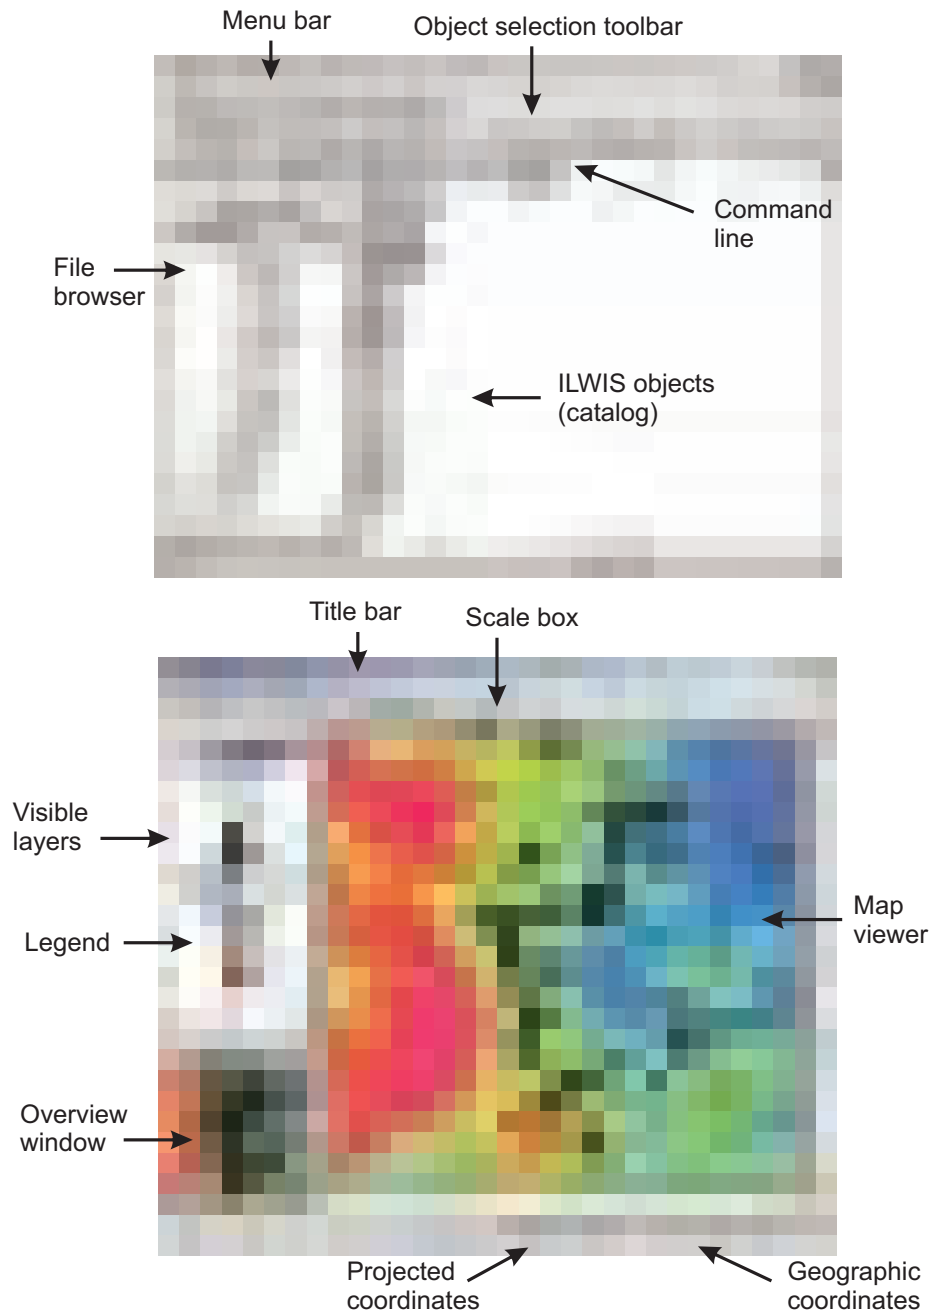 Menu bar
Object selection toolbar
Command
line
File
browser
ILWIS objects
(catalog)
Title bar
Scale box
Visible
layers
Legend
Map
viewer
Overview
window
Projected
coordinates
Geographic
coordinates